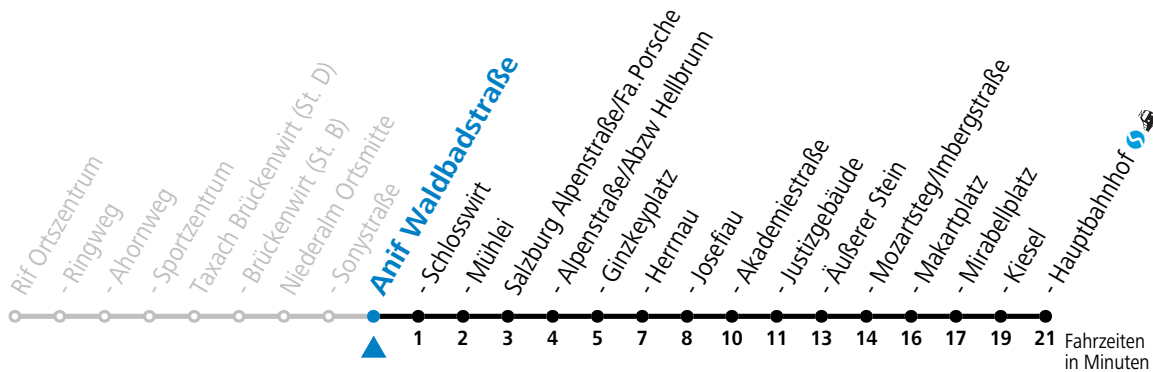 Rif Ortszentrum
- Ringweg
- Ahornweg
- Sportzentrum
Taxach Brückenwirt (St. D)
- Brückenwirt (St. B)
Niederalm Ortsmitte
- Sonystraße
Anif Waldbadstraße
- Schlosswirt
- Mühlei
Salzburg Alpenstraße/Fa. Porsche
- Alpenstraße/Abzw Hellbrunn
- Ginzkeyplatz
- Herrnau
- Josefiau
- Akademiestraße
- Justizgebäude
- Äußerer Stein
- Mozartsteg/Imbergstraße
- Makartplatz
- Mirabellplatz
- Kiesel
- Hauptbahnhof
1 2 3 4 5 7 8 10 11 13 14 16 17 19 21 Fahrzeiten
in Minuten